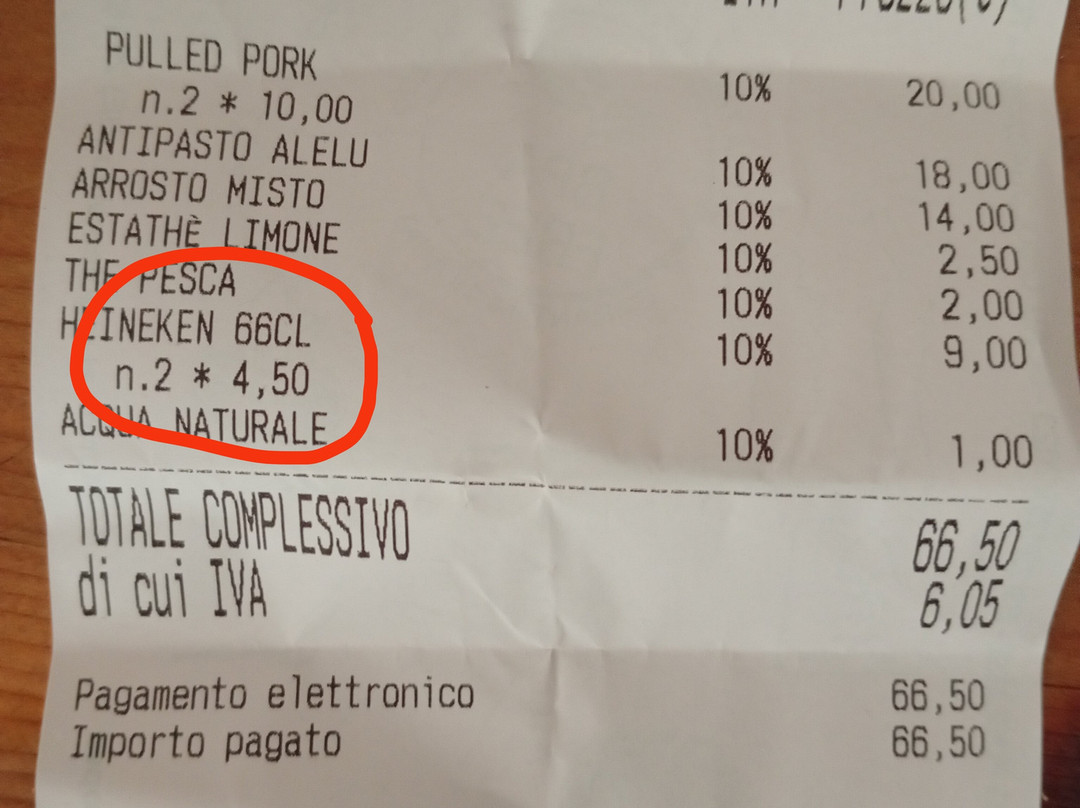 PULLED PORK
n.2 * 10,00 10% 20,00
ANTIPASTO ALELU 10% 18,00
ARROSTO MISTO 10% 14,00
ESTATHÈ LIMONE 10% 2,50
THE PESCA 10% 2,00
HEINEKEN 66CL 10% 9,00
n.2 * 4,50
ACQUA NATURALE 10% 1,00
TOTALE COMPLESSIVO 66,50
di cui IVA 6,05
Pagamento elettronico 66,50
Importo pagato 66,50